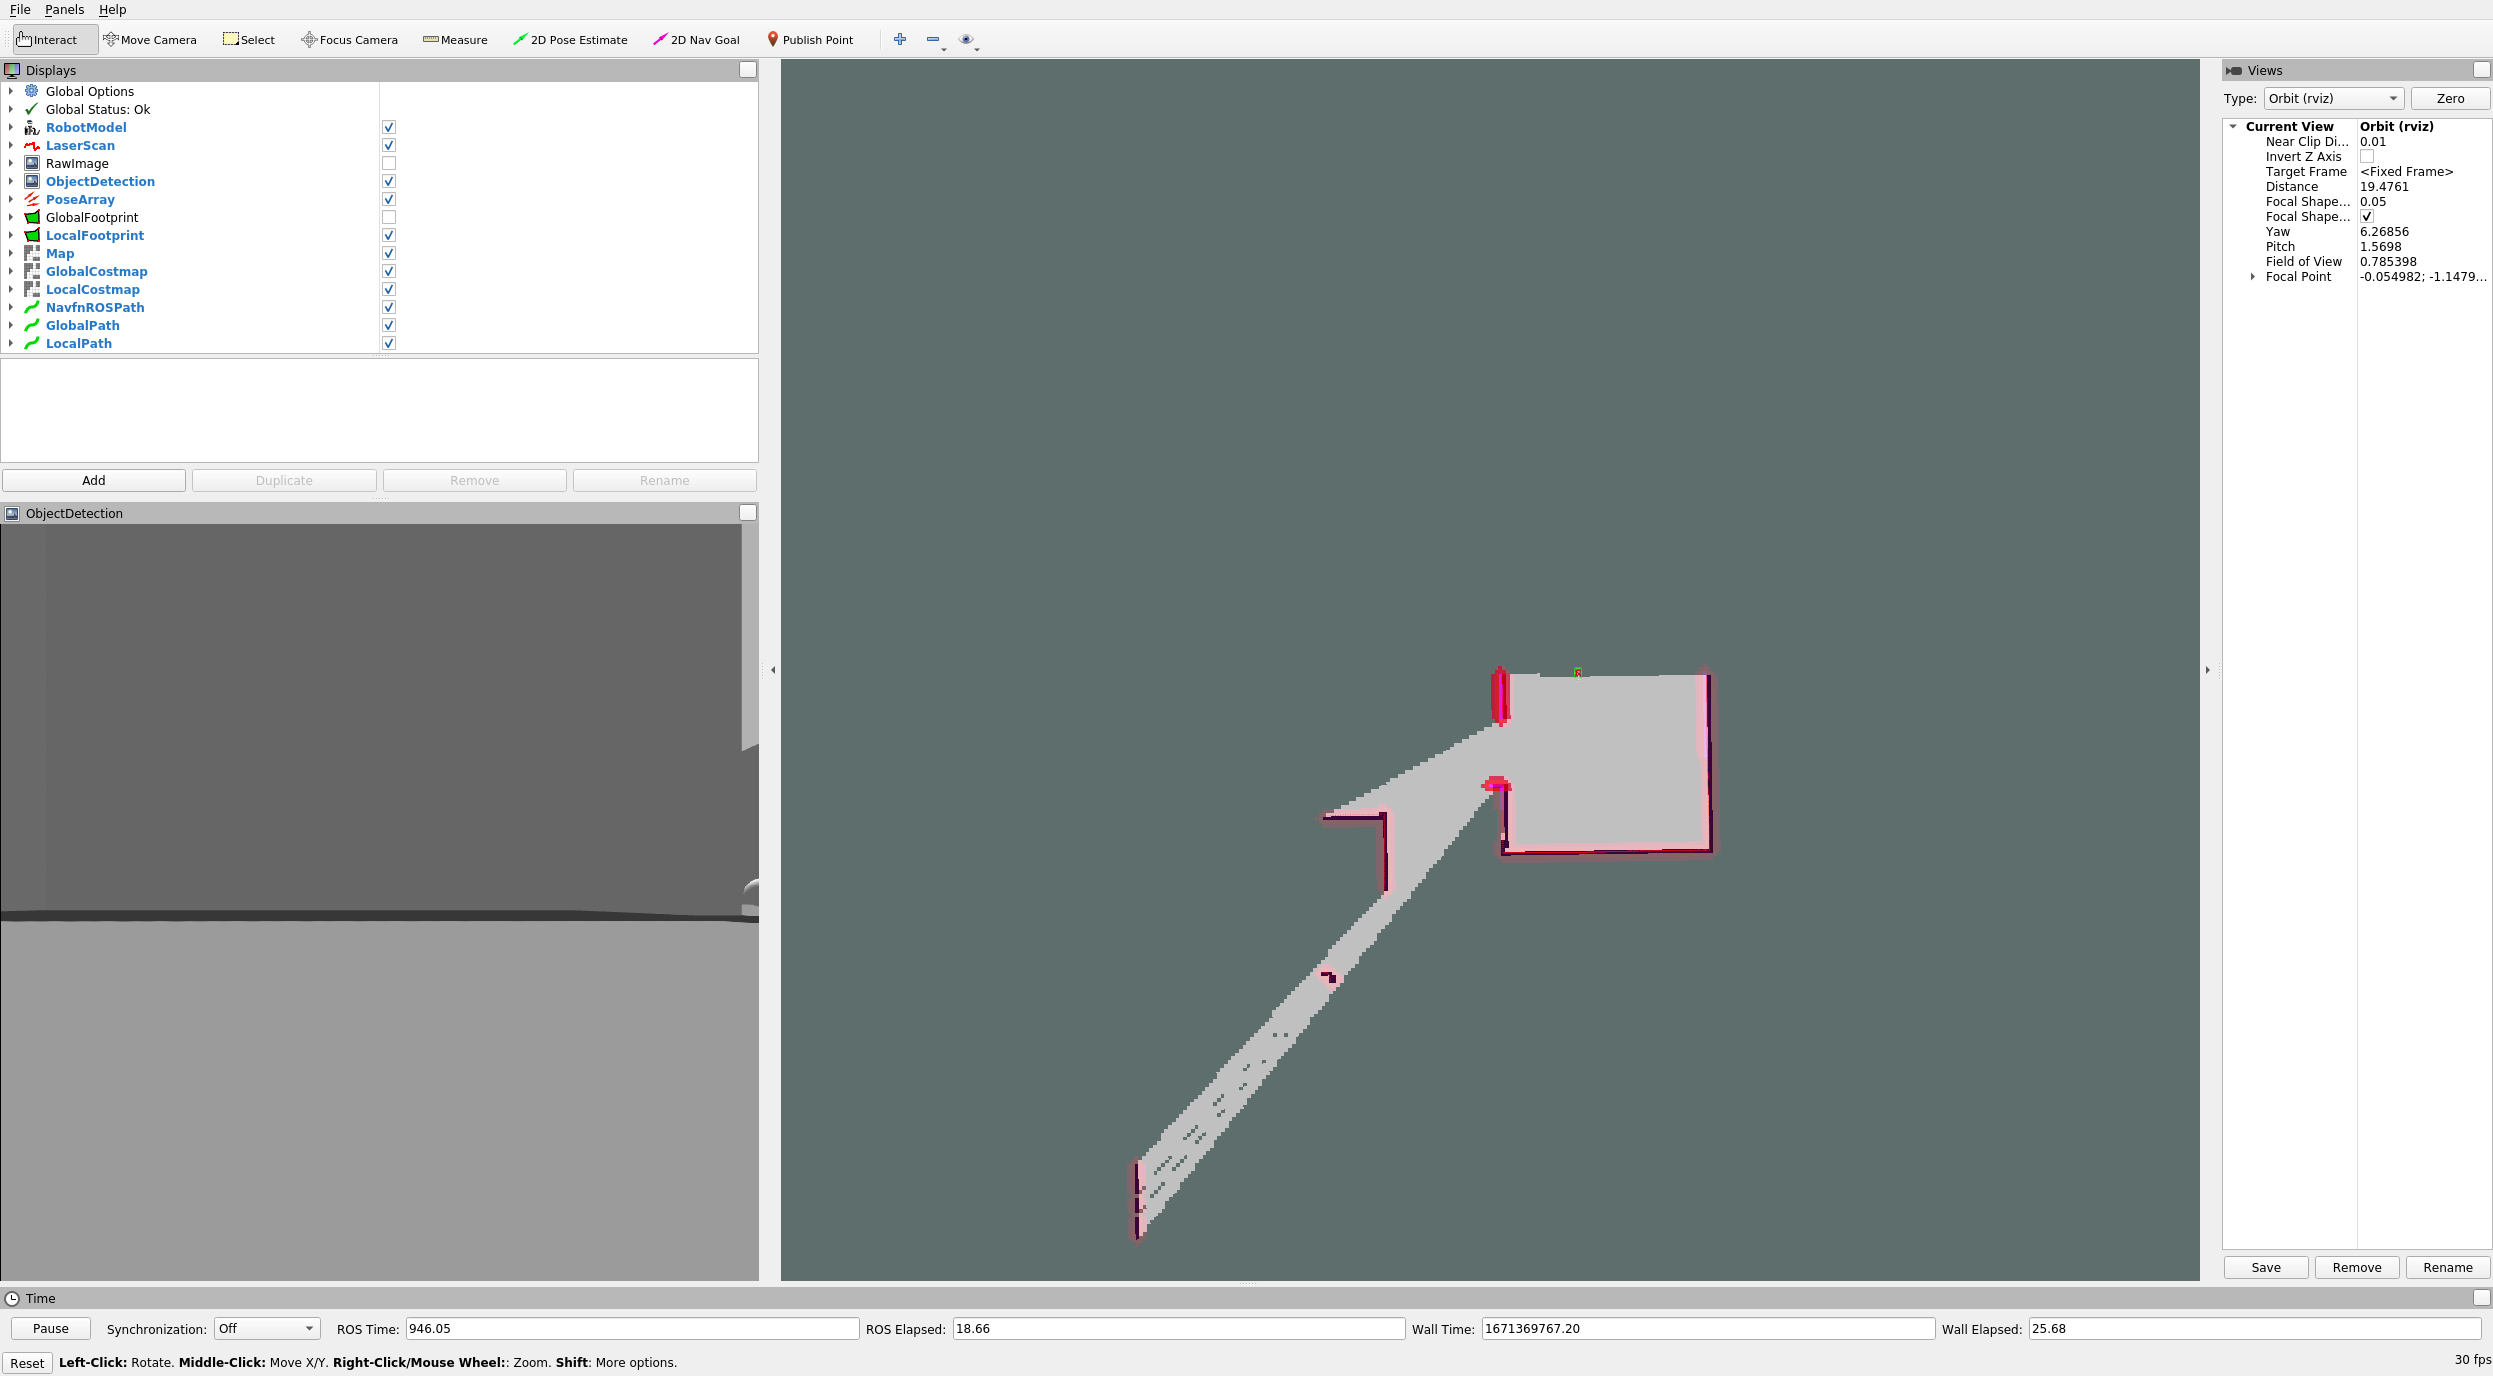 File Panels Help
Interact Move Camera Select Focus Camera Measure 2D Pose Estimate 2D Nav Goal Publish Point
Displays
Global Options
Global Status: Ok
RobotModel
LaserScan
RawImage
ObjectDetection
PoseArray
GlobalFootprint
LocalFootprint
Map
GlobalCostmap
LocalCostmap
NavfnROSPath
GlobalPath
LocalPath
Add Duplicate Remove Rename
ObjectDetection
Views
Type: Orbit (rviz) Zero
Current View Orbit (rviz)
Near Clip Di... 0.01
Invert Z Axis
Target Frame <Fixed Frame>
Distance 19.4761
Focal Shape... 0.05
Focal Shape...
Yaw 6.26856
Pitch 1.5698
Field of View 0.785398
Focal Point -0.054982; -1.1479...
Save Remove Rename
Time
Pause Synchronization: Off ROS Time: 946.05 ROS Elapsed: 18.66 Wall Time: 1671369767.20 Wall Elapsed: 25.68
Reset Left-Click: Rotate. Middle-Click: Move X/Y. Right-Click/Mouse Wheel:: Zoom. Shift: More options. 30 fps